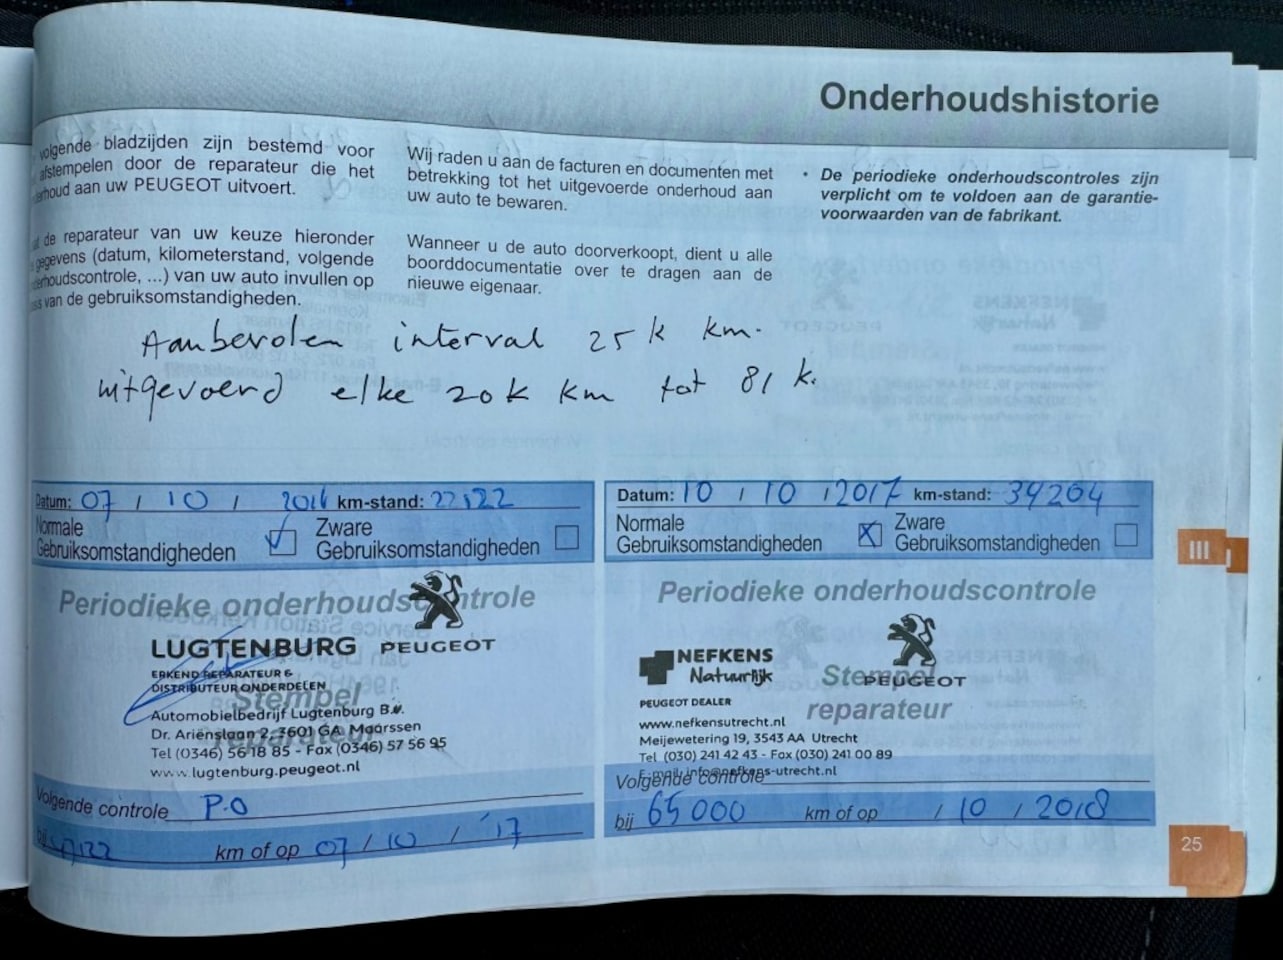 Onderhoudshistorie
volgende bladzijden zijn bestemd voor
afstempelen door de reparateur die het
aan uw PEUGEOT uitvoert.
de reparateur van uw keuze hieronder
gegevens (datum, kilometerstand, volgende
, ...) van uw auto invullen op
van de gebruiksomstandigheden.
Wij raden u aan de facturen en documenten met
betrekking tot het uitgevoerde onderhoud aan
uw auto te bewaren.
Wanneer u de auto doorverkoopt, dient u alle
boorddocumentatie over te dragen aan de
nieuwe eigenaar.
• De periodieke onderhoudscontroles zijn
verplicht om te voldoen aan de garantie-
voorwaarden van de fabrikant.
Aanbevolen interval 25 k km.
uitgevoerd elke 20k km tot 81 k.
Datum: 07 / 10 / 2016 km-stand: 22122
Normale
Gebruiksomstandigheden
Zware
Gebruiksomstandigheden
Periodieke onderhoudscontrole
LUGTENBURG PEUGEOT
ERKEND REPARATEUR &
DISTRIBUTEUR ONDERDELEN
Stempel
reparateur
Automobielbedrijf Lugtenburg B.V.
Dr. Ariënslaan 2, 3601 GA Maarssen
Tel (0346) 56 18 85 - Fax (0346) 57 56 95
www.lugtenburg.peugeot.nl
Volgende controle P.O
km of op 07 / 10 / '17
Datum: 10 / 10 / 2017 km-stand: 39264
Normale
Gebruiksomstandigheden
Zware
Gebruiksomstandigheden
Periodieke onderhoudscontrole
NEFKENS
Natuurlijk
Stempel
PEUGEOT
PEUGEOT DEALER
reparateur
www.nefkensutrecht.nl
Meijewetering 19, 3543 AA Utrecht
Tel (030) 241 42 43 - Fax (030) 241 00 89
E-mail: info@nefkens-utrecht.nl
Volgende controle
bij 65000 km of op / 10 / 2018
III
25